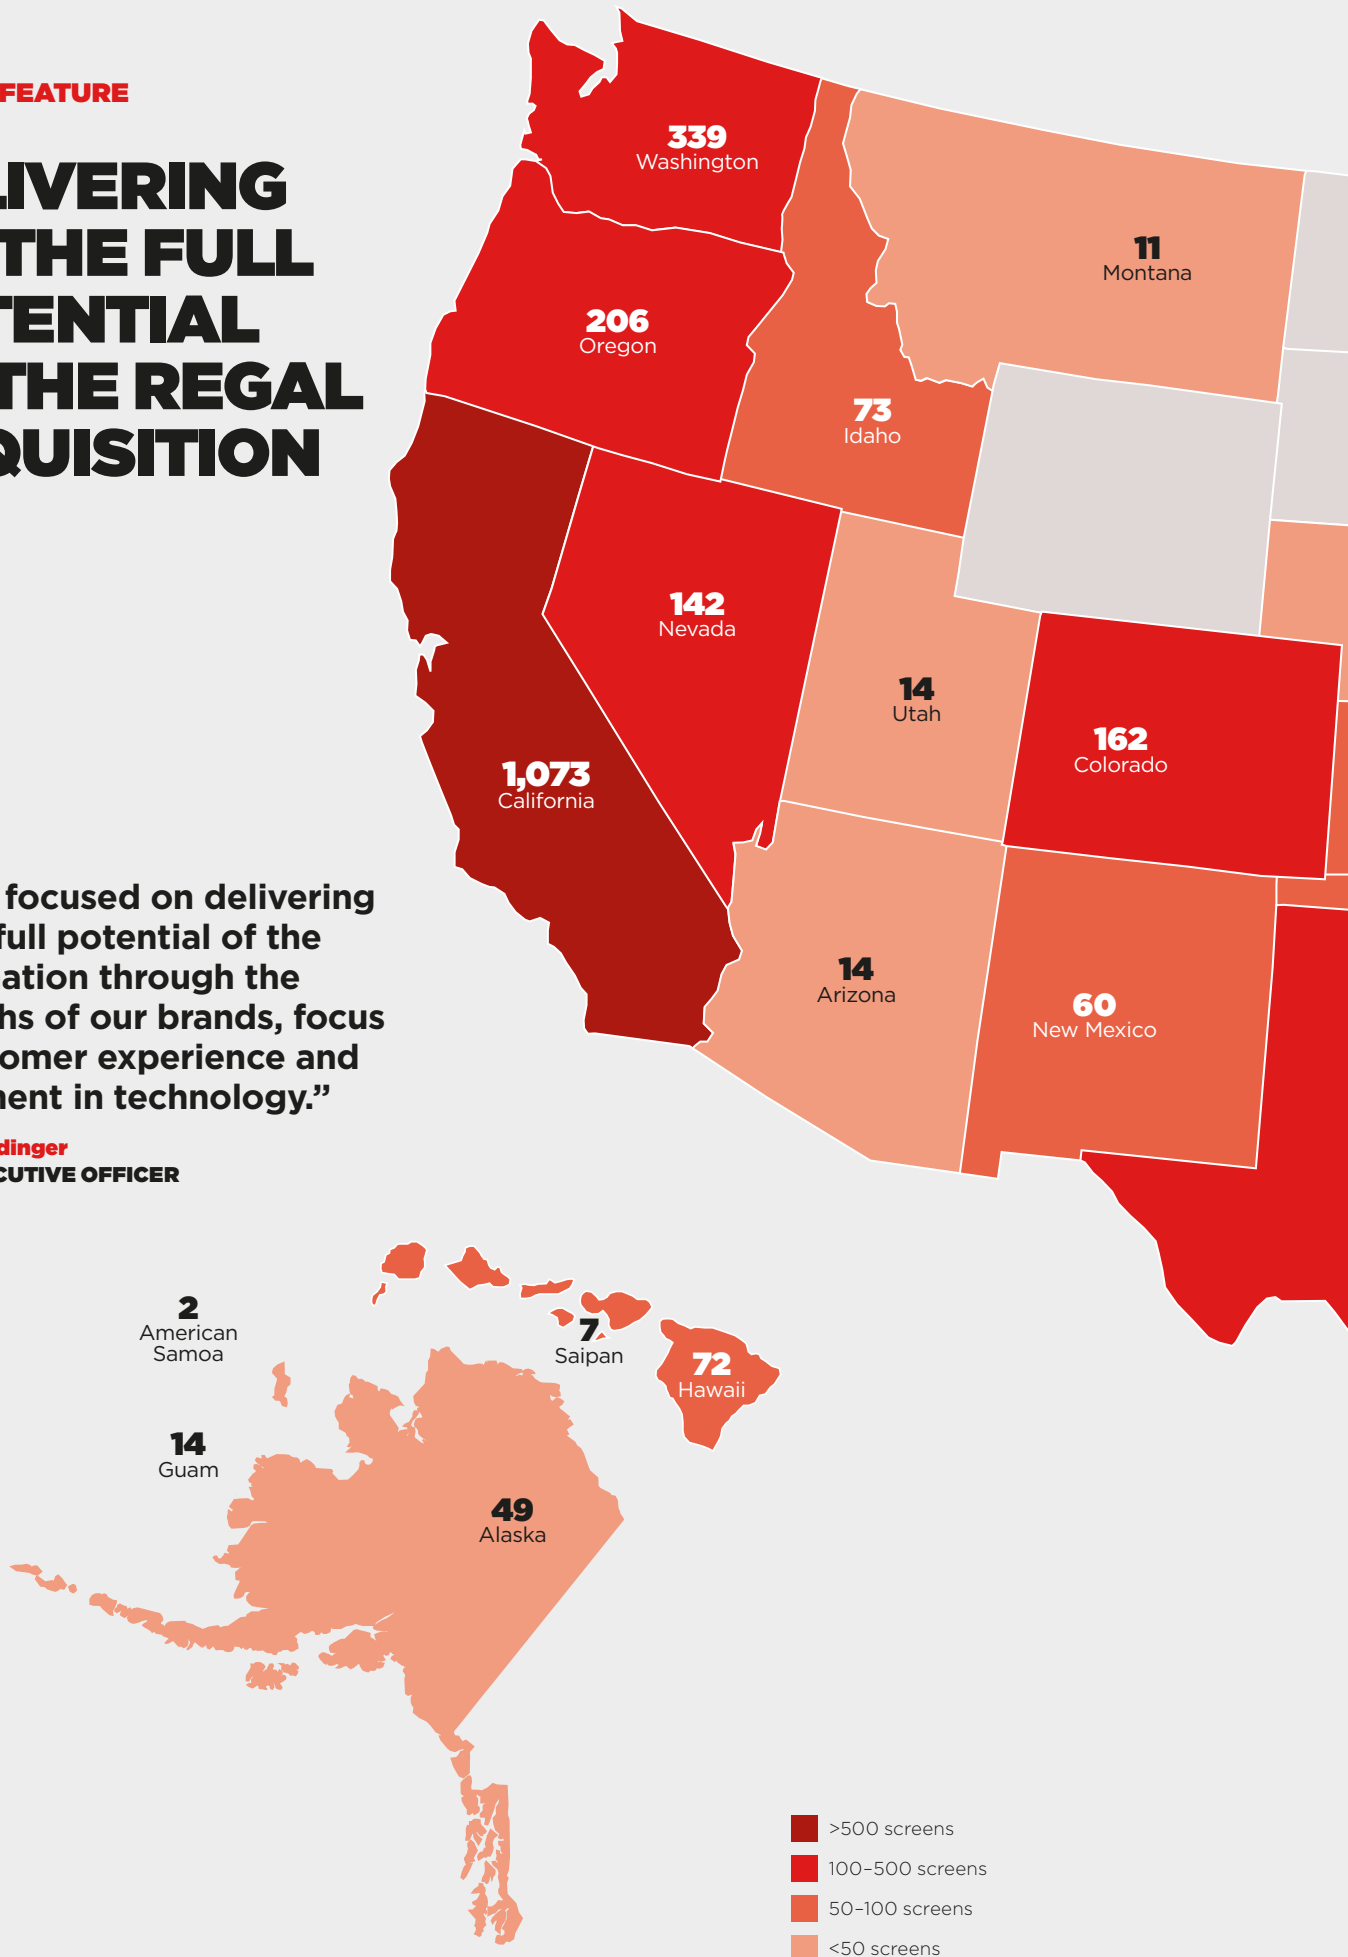 FEATURE
LIVERING
THE FULL
TENTIAL
THE REGAL
QUISITION
focused on delivering
full potential of the
ation through the
hs of our brands, focus
omer experience and
ent in technology.”
dinger
CUTIVE OFFICER
339
Washington
11
Montana
206
Oregon
73
Idaho
142
Nevada
14
Utah
162
Colorado
1,073
California
14
Arizona
60
New Mexico
2
American
Samoa
7
Saipan
72
Hawaii
14
Guam
49
Alaska
>500 screens
100–500 screens
50–100 screens
<50 screens